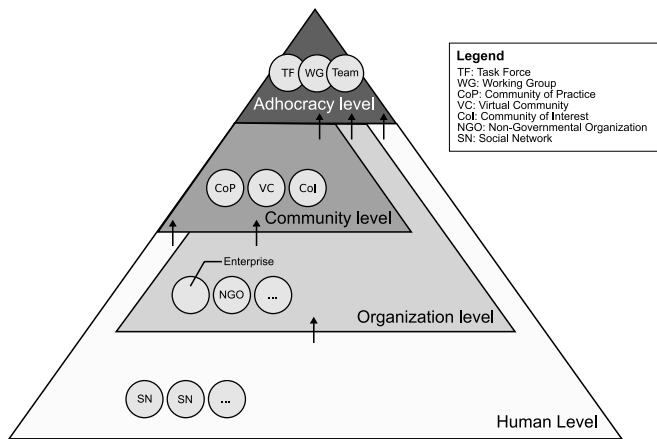 TF WG Team
Adhocracy level
Legend
TF: Task Force
WG: Working Group
CoP: Community of Practice
VC: Virtual Community
CoI: Community of Interest
NGO: Non-Governmental Organization
SN: Social Network
CoP VC CoI
Community level
Enterprise
NGO ...
Organization level
SN SN ...
Human Level